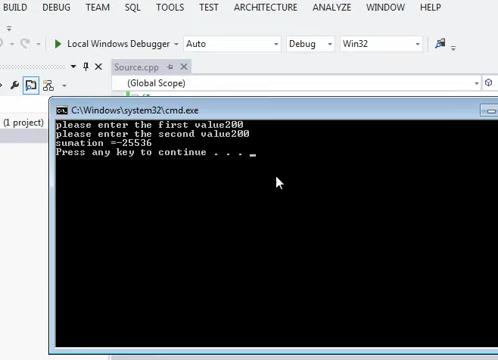 BUILD DEBUG TEAM SQL TOOLS TEST ARCHITECTURE ANALYZE WINDOW HELP
Local Windows Debugger Auto Debug Win32
Source.cpp
(Global Scope)
(1 project)
C:\Windows\system32\cmd.exe
please enter the first value200
please enter the second value200
sumation =-25536
Press any key to continue . . . _